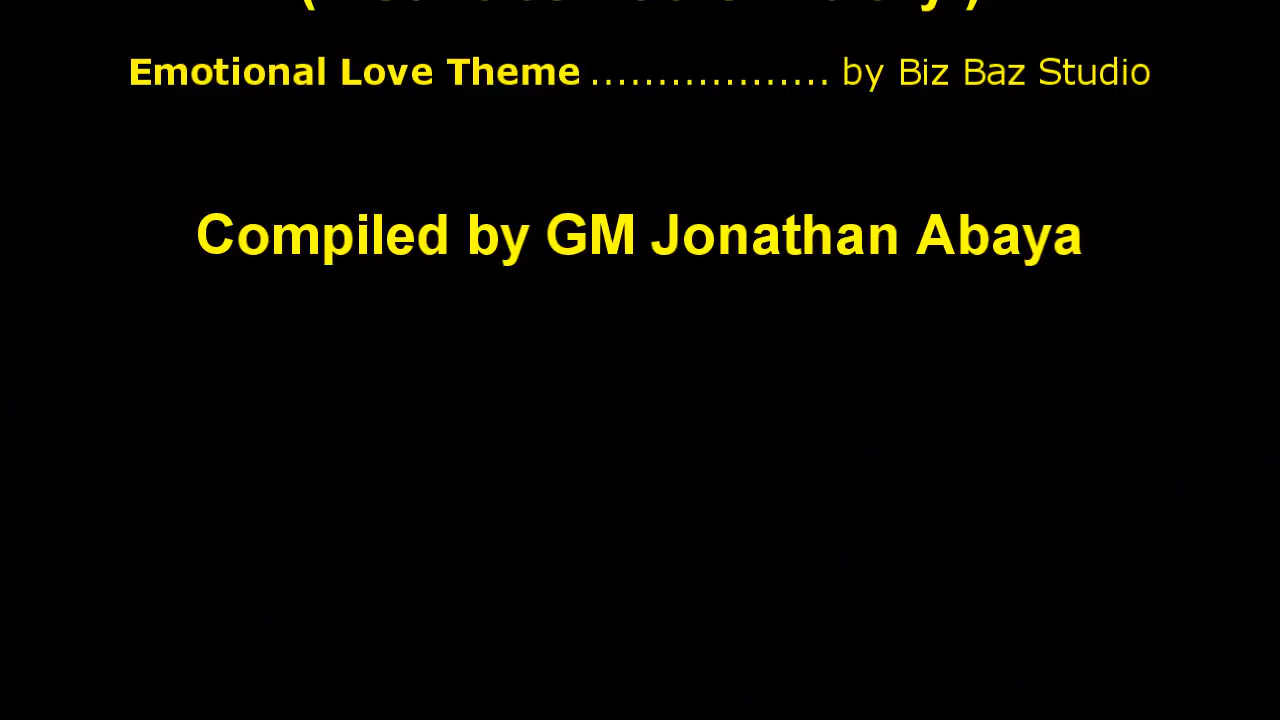 Emotional Love Theme .................. by Biz Baz Studio
Compiled by GM Jonathan Abaya